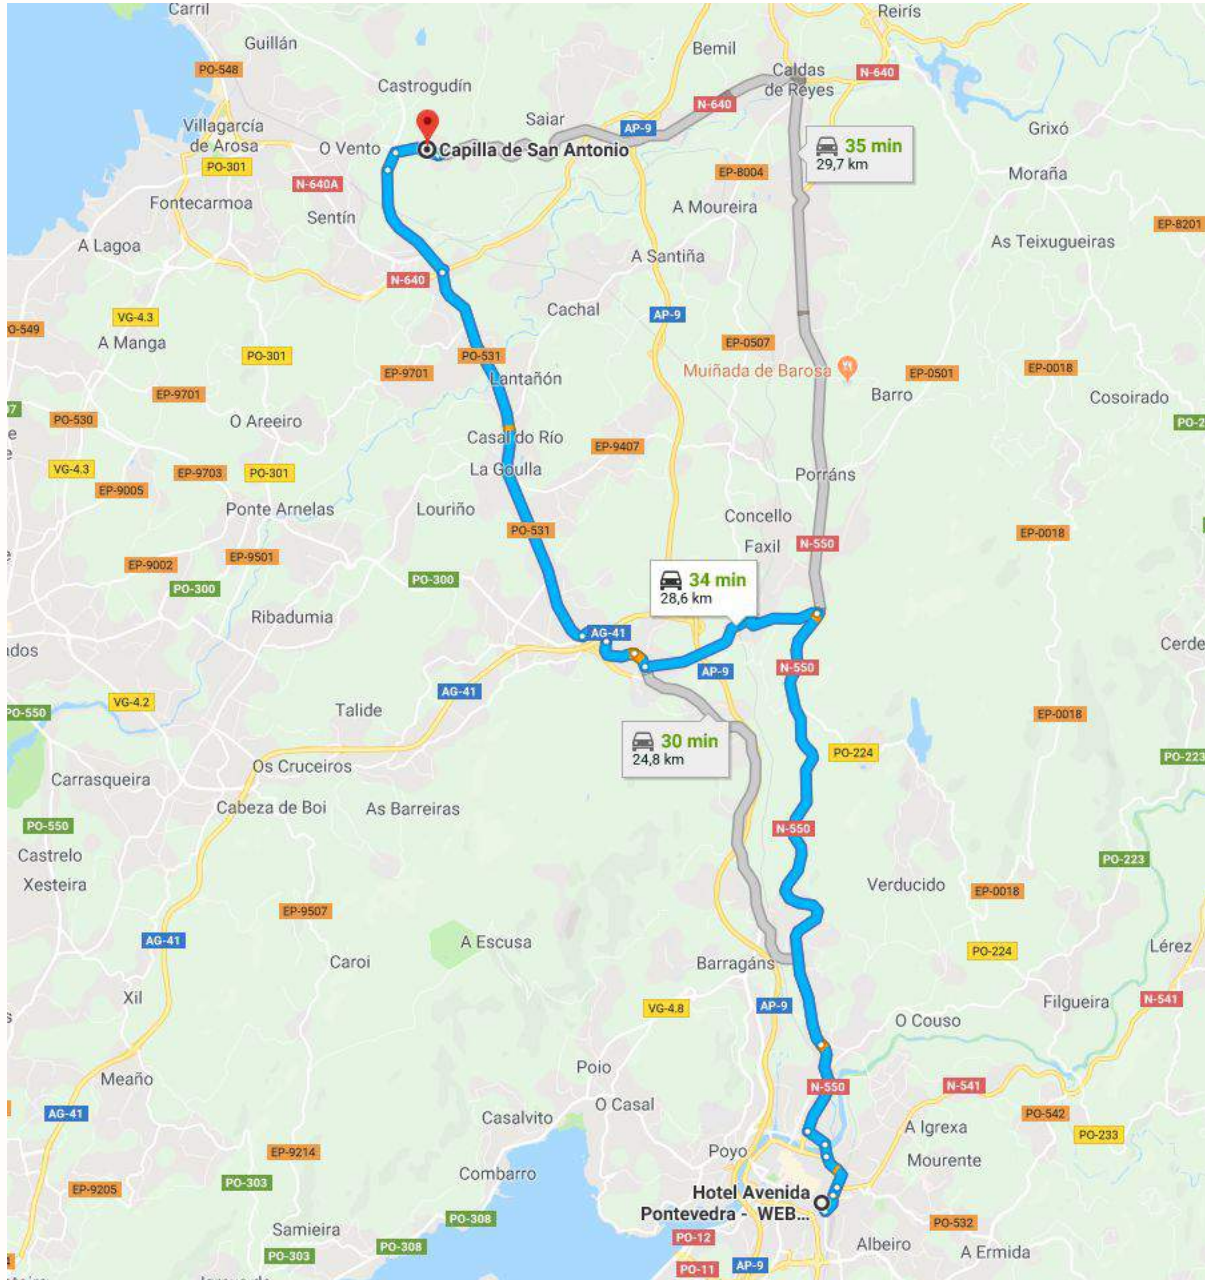 Carril
Reirís
Guillán
Bemil
PO-548
Caldas
de Reyes
N-640
Castrogudín
N-640
Saiar
Villagarcía
de Arosa
AP-9
Grixó
O Vento
Capilla de San Antonio
35 min
29,7 km
PO-301
N-640A
EP-8004
Moraña
Fontecarmoa
Sentín
A Moureira
EP-8201
A Lagoa
As Teixugueiras
A Santiña
N-640
Cachal
VG-4.3
AP-9
PO-549
A Manga
EP-0507
PO-301
PO-531
EP-9701
Muiñada de Barosa
EP-0501
EP-0018
Lantañón
EP-9701
Barro
Cosoirado
PO-530
O Areeiro
PO-2
Casal do Río
EP-9407
VG-4.3
EP-9703
PO-301
La Goulla
Porráns
EP-9005
Ponte Arnelas
Louriño
Concello
PO-531
EP-0018
Faxil
N-550
EP-9501
EP-9002
PO-300
PO-300
34 min
28,6 km
Ribadumia
AG-41
Cerde
dos
AP-9
N-550
AG-41
VG-4.2
PO-550
Talide
EP-0018
30 min
24,8 km
PO-224
PO-223
Os Cruceiros
Carrasqueira
Cabeza de Boi
As Barreiras
PO-550
N-550
Castrelo
PO-223
Xesteira
Verducido
EP-0018
EP-9507
AG-41
A Escusa
Lérez
PO-224
Caroi
Barragáns
Xil
N-541
Filgueira
AP-9
VG-4.8
O Couso
Poio
Meaño
N-550
N-541
O Casal
AG-41
Casalvito
PO-542
A Igrexa
PO-233
EP-9214
Poyo
Mourente
Combarro
PO-303
EP-9205
Hotel Avenida
Pontevedra - WEB...
PO-308
Samieira
PO-532
PO-12
PO-308
Albeiro
A Ermida
PO-303
AP-9
PO-11